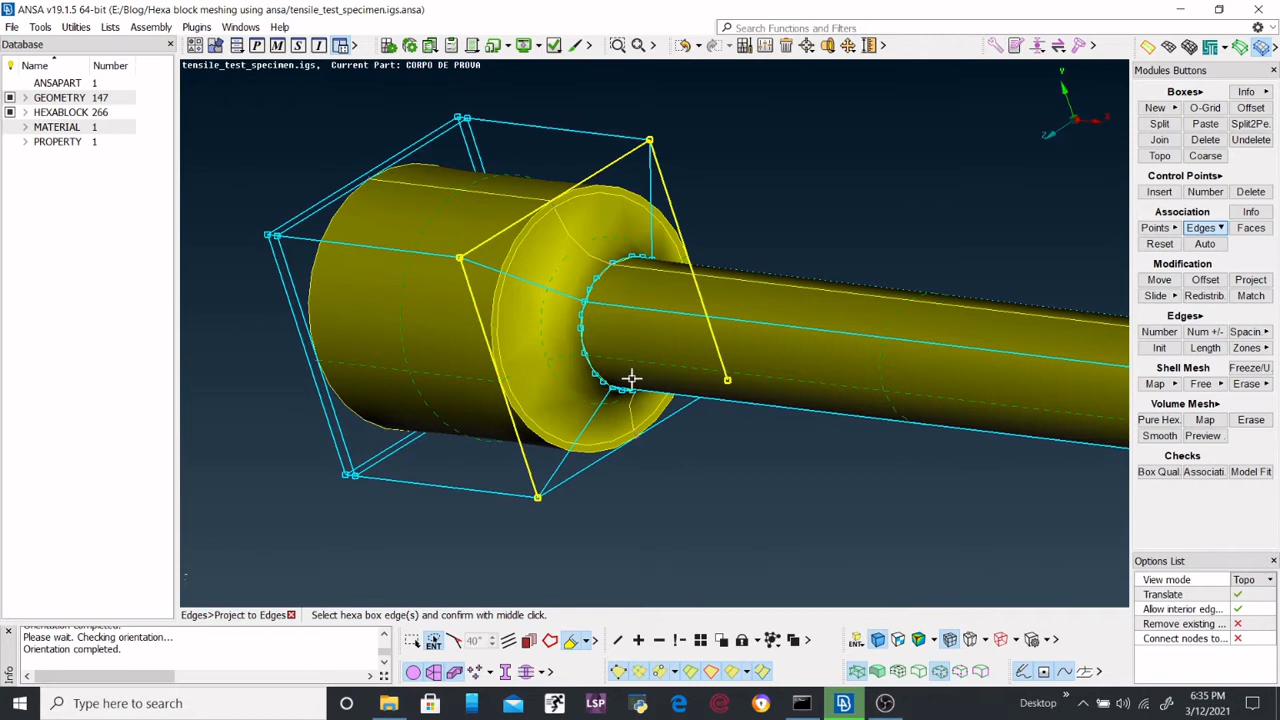 ANSA v19.1.5 64-bit (E:/Blog/Hexa block meshing using ansa/tensile_test_specimen.igs.ansa)
File Tools Utilities Lists Assembly Plugins Windows Help
Search Functions and Filters
Database
Name Number
ANSAPART 1
GEOMETRY 147
HEXABLOCK 266
MATERIAL 1
PROPERTY 1
tensile_test_specimen.igs, Current Part: CORPO DE PROVA
Y
X
Z
Modules Buttons
Boxes
Info
New O-Grid Offset
Split Paste Split2Pe.
Join Delete Undelete
Topo Coarse
Control Points
Insert Number Delete
Association
Info
Points Edges Faces
Reset Auto
Modification
Move Offset Project
Slide Redistrib. Match
Edges
Number Num +/- Spacin.
Init Length Zones
Shell Mesh
Freeze/U.
Map Free Erase
Volume Mesh
Pure Hex. Map Erase
Smooth Preview .
Checks
Box Qual. Associati. Model Fit
Options List
View mode Topo
Translate
Allow interior edg...
Remove existing ...
Connect nodes to...
Edges>Project to Edges
Select hexa box edge(s) and confirm with middle click.
Orientation completed.
Please wait. Checking orientation...
Orientation completed.
Info
ENT
40°
ENT
Type here to search
LSP
Desktop
6:35 PM
3/12/2021